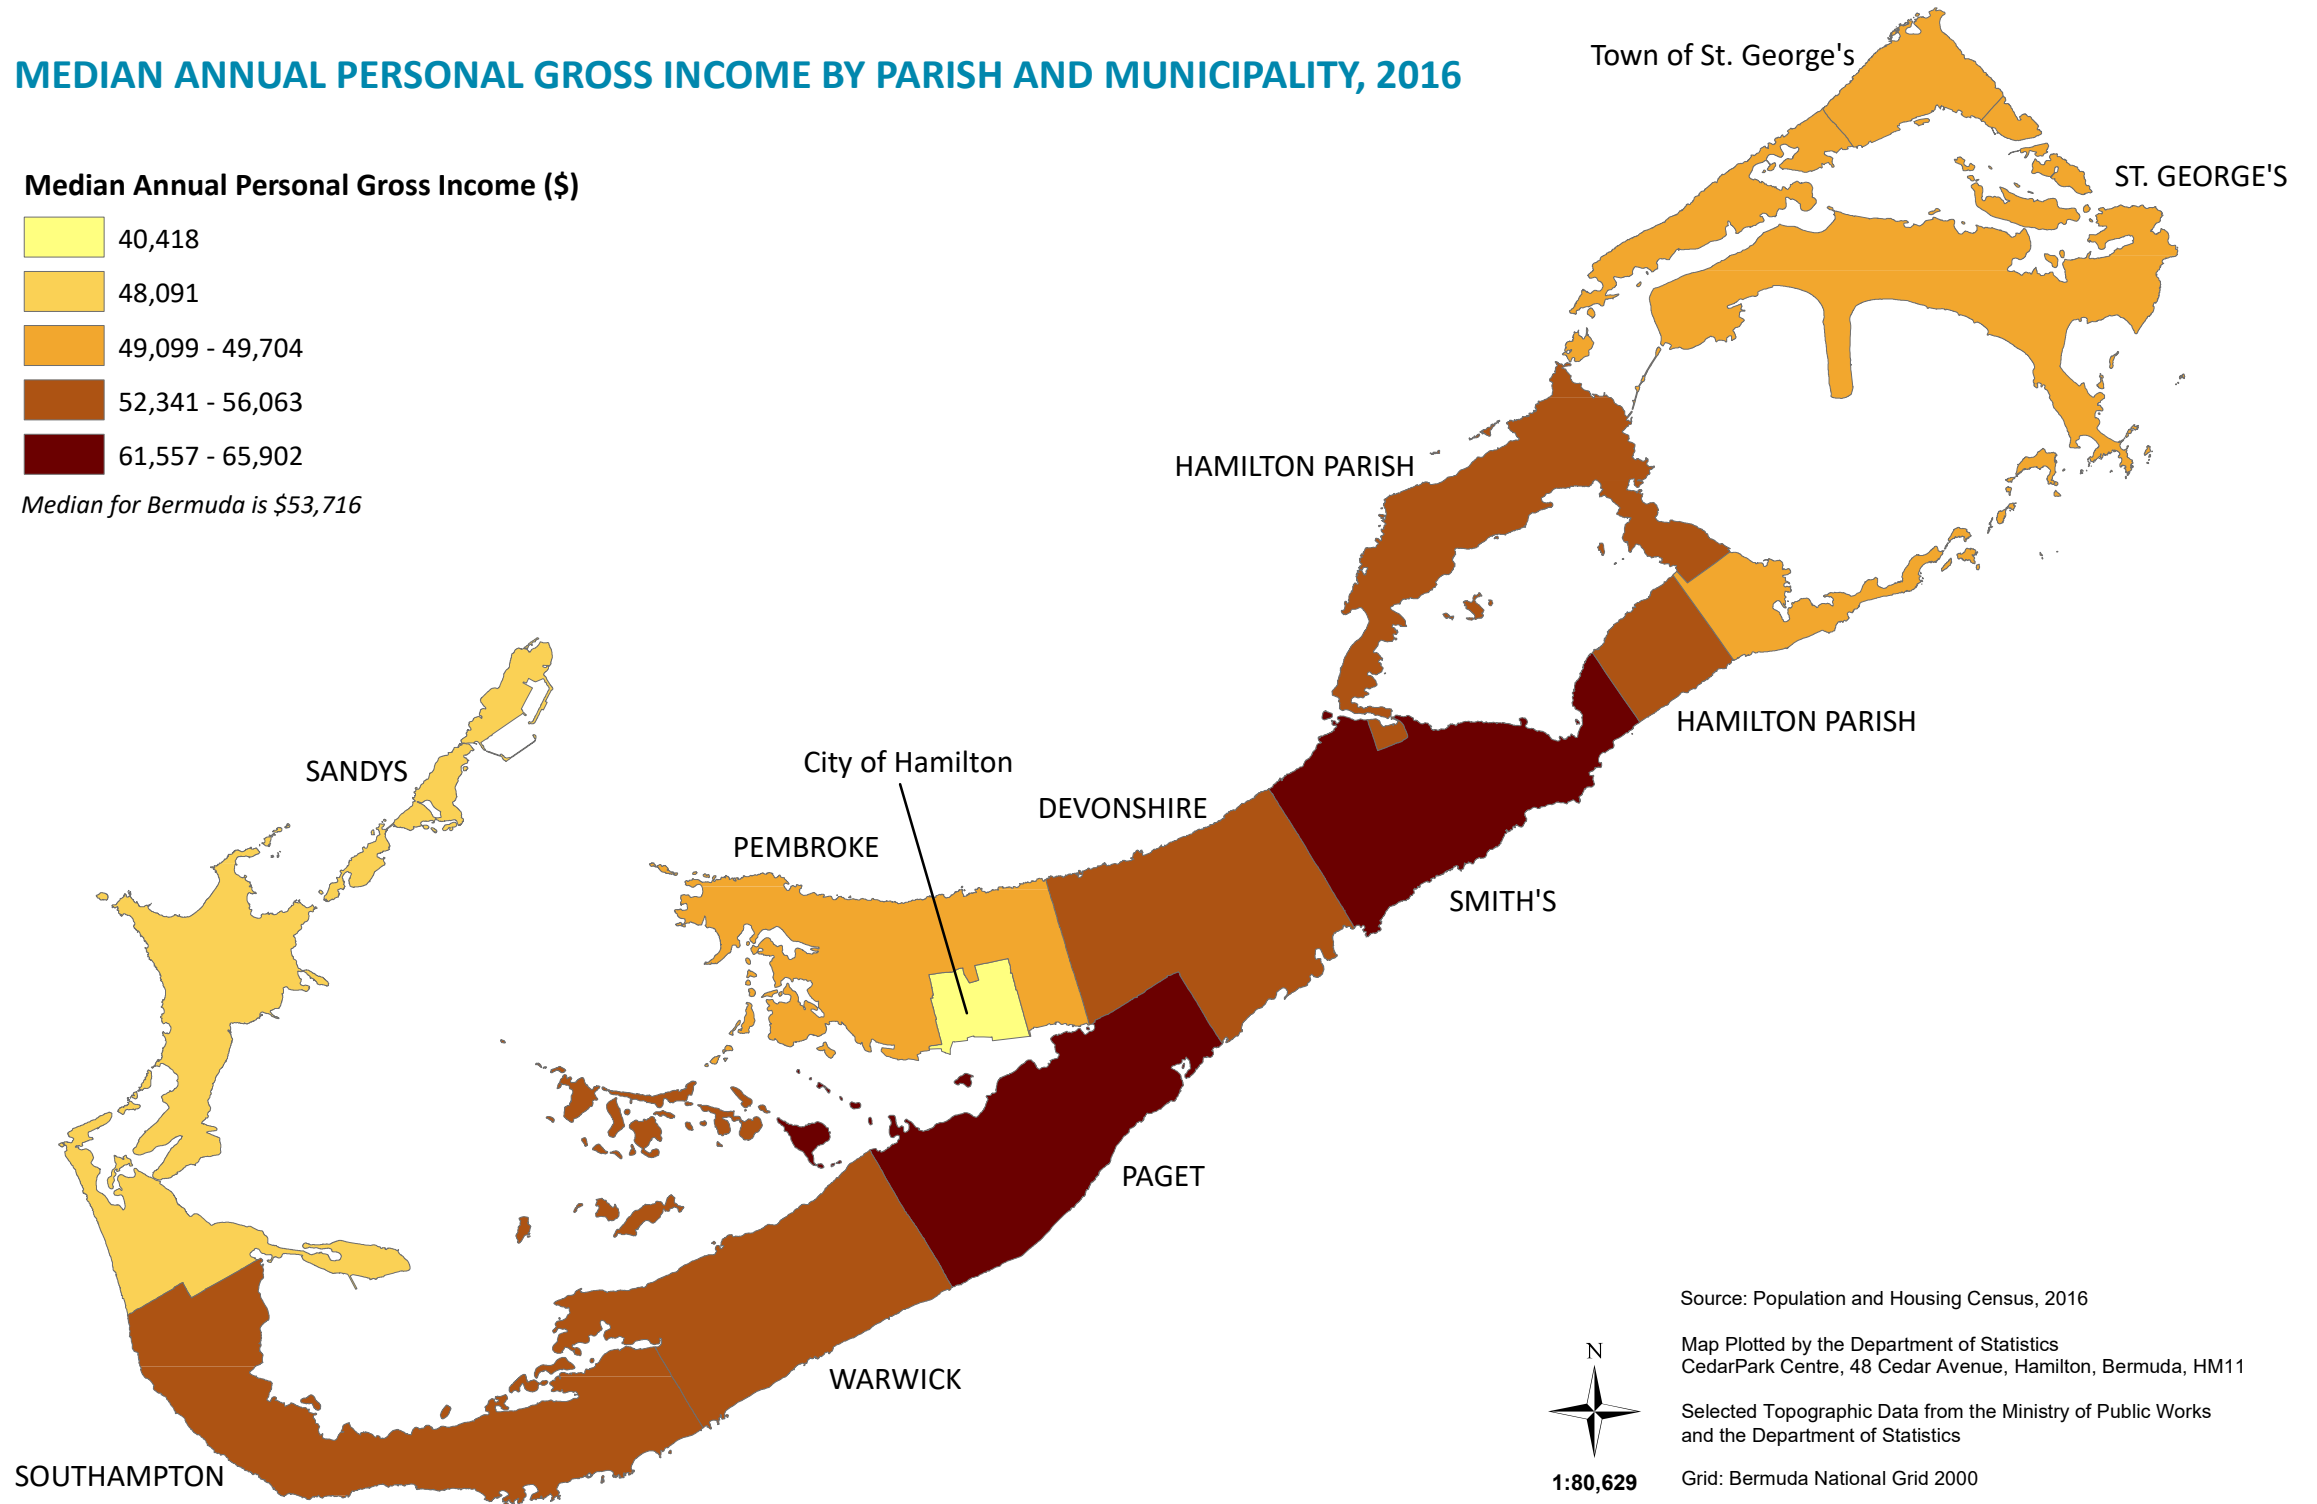 MEDIAN ANNUAL PERSONAL GROSS INCOME BY PARISH AND MUNICIPALITY, 2016
Median Annual Personal Gross Income ($)
40,418
48,091
49,099 - 49,704
52,341 - 56,063
61,557 - 65,902
Median for Bermuda is $53,716
Town of St. George's
ST. GEORGE'S
HAMILTON PARISH
HAMILTON PARISH
SANDYS
City of Hamilton
DEVONSHIRE
PEMBROKE
SMITH'S
PAGET
WARWICK
SOUTHAMPTON
Source: Population and Housing Census, 2016
Map Plotted by the Department of Statistics
CedarPark Centre, 48 Cedar Avenue, Hamilton, Bermuda, HM11
Selected Topographic Data from the Ministry of Public Works
and the Department of Statistics
Grid: Bermuda National Grid 2000
N
1:80,629